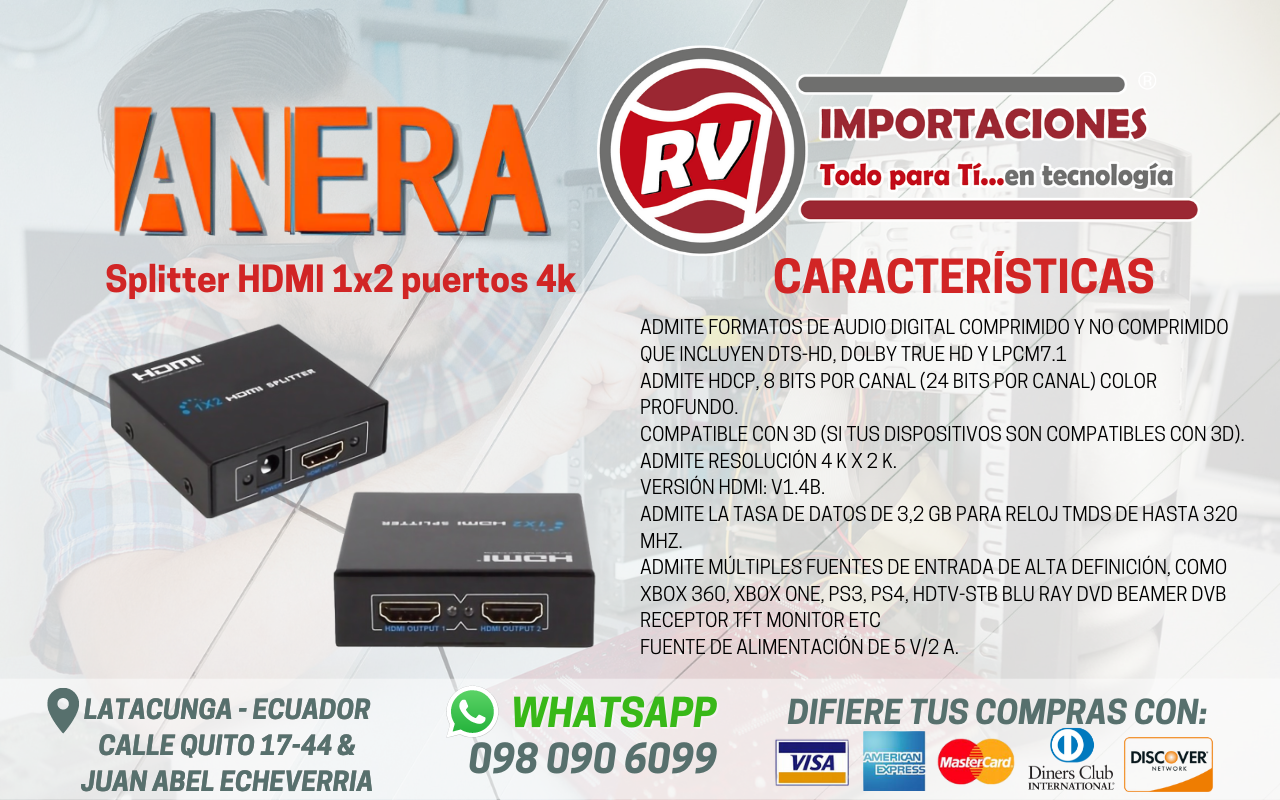 ANERA
Splitter HDMI 1x2 puertos 4k
HDMI
1X2 HDMI SPLITTER
POWER
HDMI INPUT
1X2 HDMI SPLITTER
HDMI
HDMI OUTPUT 1
HDMI OUTPUT 2
RV
®
IMPORTACIONES
Todo para Tí...en tecnología
CARACTERÍSTICAS
ADMITE FORMATOS DE AUDIO DIGITAL COMPRIMIDO Y NO COMPRIMIDO
QUE INCLUYEN DTS-HD, DOLBY TRUE HD Y LPCM7.1
ADMITE HDCP, 8 BITS POR CANAL (24 BITS POR CANAL) COLOR
PROFUNDO.
COMPATIBLE CON 3D (SI TUS DISPOSITIVOS SON COMPATIBLES CON 3D).
ADMITE RESOLUCIÓN 4 K X 2 K.
VERSIÓN HDMI: V1.4B.
ADMITE LA TASA DE DATOS DE 3,2 GB PARA RELOJ TMDS DE HASTA 320
MHZ.
ADMITE MÚLTIPLES FUENTES DE ENTRADA DE ALTA DEFINICIÓN, COMO
XBOX 360, XBOX ONE, PS3, PS4, HDTV-STB BLU RAY DVD BEAMER DVB
RECEPTOR TFT MONITOR ETC
FUENTE DE ALIMENTACIÓN DE 5 V/2 A.
LATACUNGA - ECUADOR
CALLE QUITO 17-44 &
JUAN ABEL ECHEVERRIA
WHATSAPP
098 090 6099
DIFIERE TUS COMPRAS CON:
VISA
AMERICAN
EXPRESS
MasterCard
Diners Club
INTERNATIONAL
DISCOVER
NETWORK